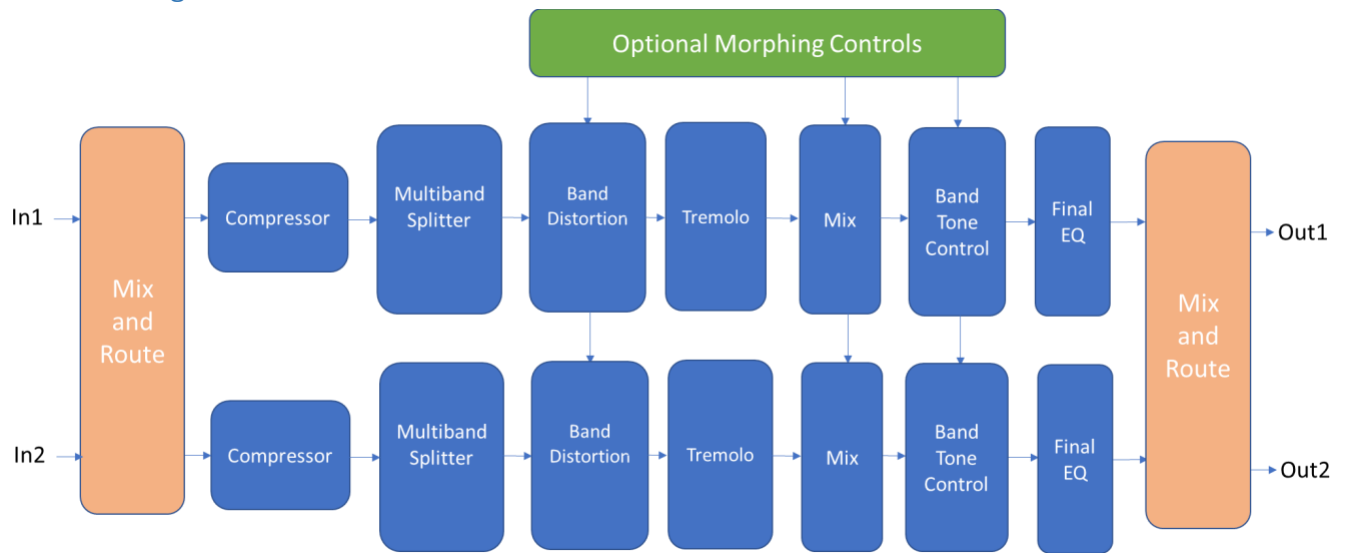 Optional Morphing Controls
In1
Mix
and
Route
Compressor
Multiband
Splitter
Band
Distortion
Tremolo
Mix
Band
Tone
Control
Final
EQ
Mix
and
Route
Out1
In2
Compressor
Multiband
Splitter
Band
Distortion
Tremolo
Mix
Band
Tone
Control
Final
EQ
Out2